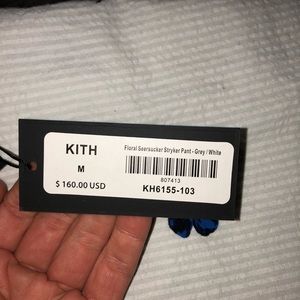 KITH
M
$ 160.00 USD
Floral Seersucker Stryker Pant - Grey / White
807413
KH6155-103